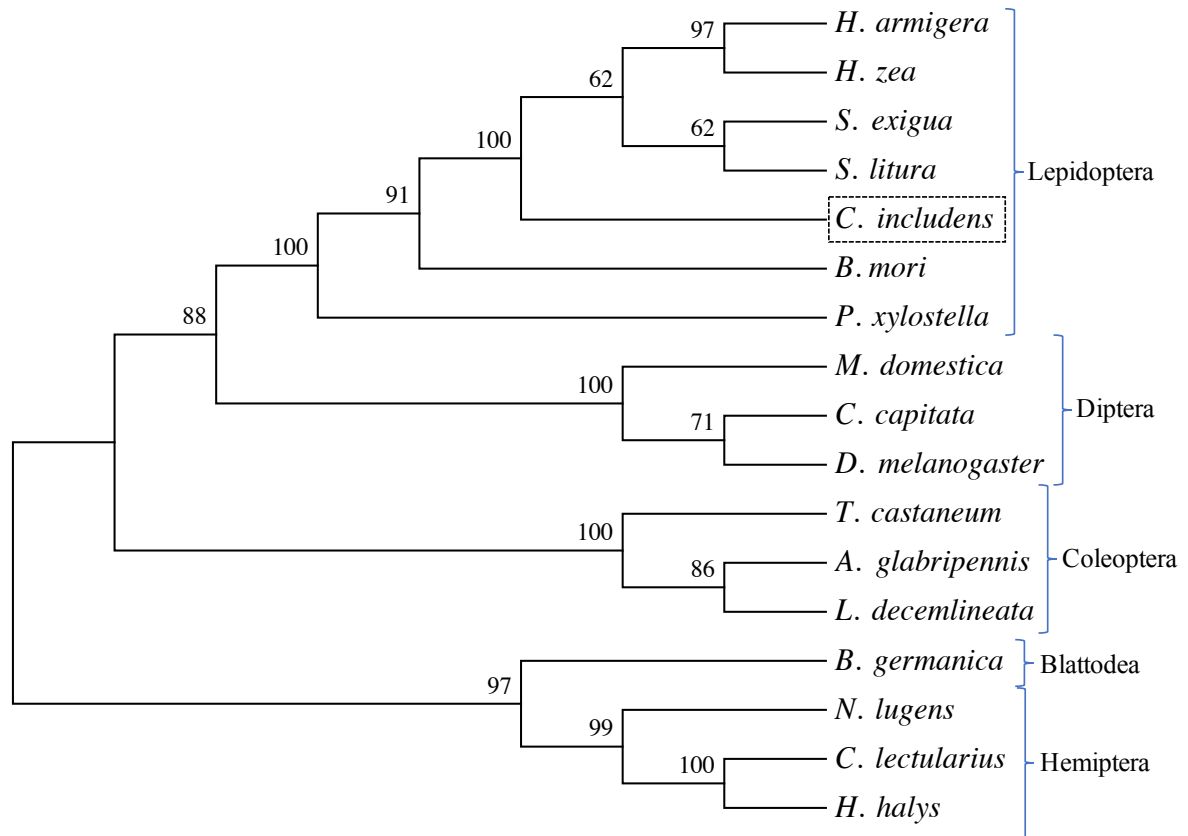 97
H. armigera
H. zea
62
62
S. exigua
S. litura
100
Lepidoptera
91
C. includens
100
B. mori
88
P. xylostella
100
M. domestica
71
C. capitata
Diptera
D. melanogaster
100
T. castaneum
86
A. glabripennis
Coleoptera
L. decemlineata
97
B. germanica
Blattodea
99
N. lugens
100
C. lectularius
Hemiptera
H. halys